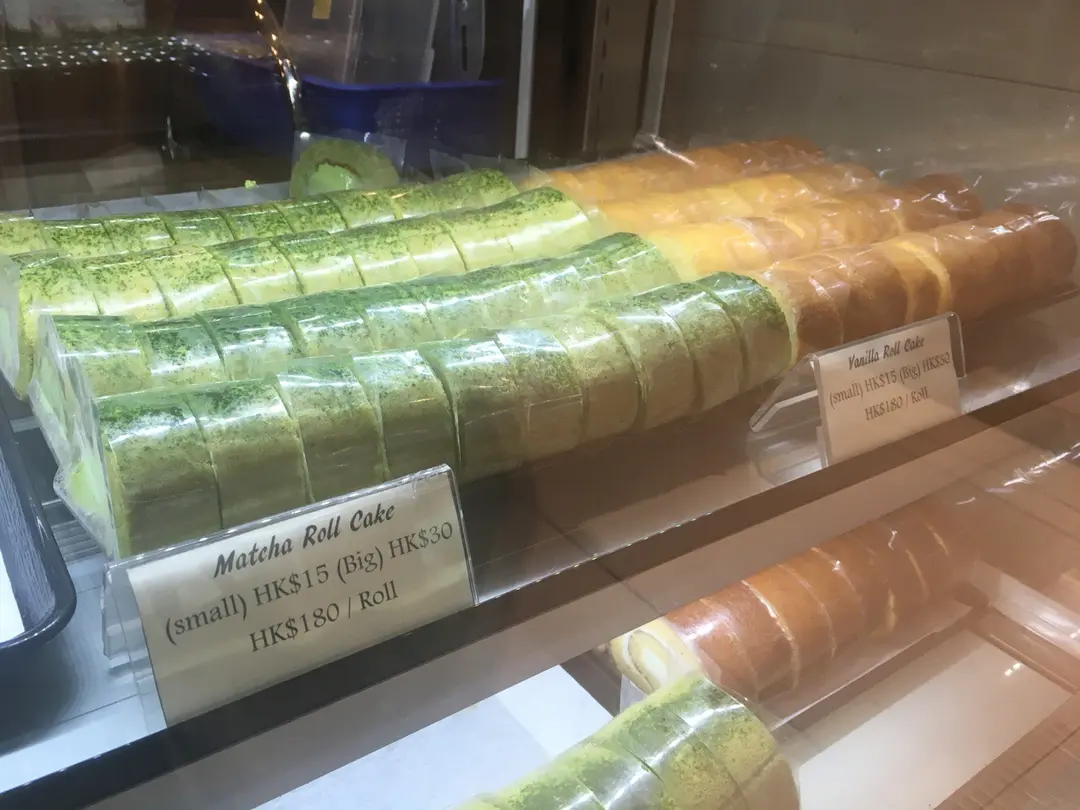 Matcha Roll Cake
(small) HK$15 (Big) HK$30
HK$180 / Roll
Vanilla Roll Cake
(small) HK$15 (Big) HK$30
HK$180 / Roll